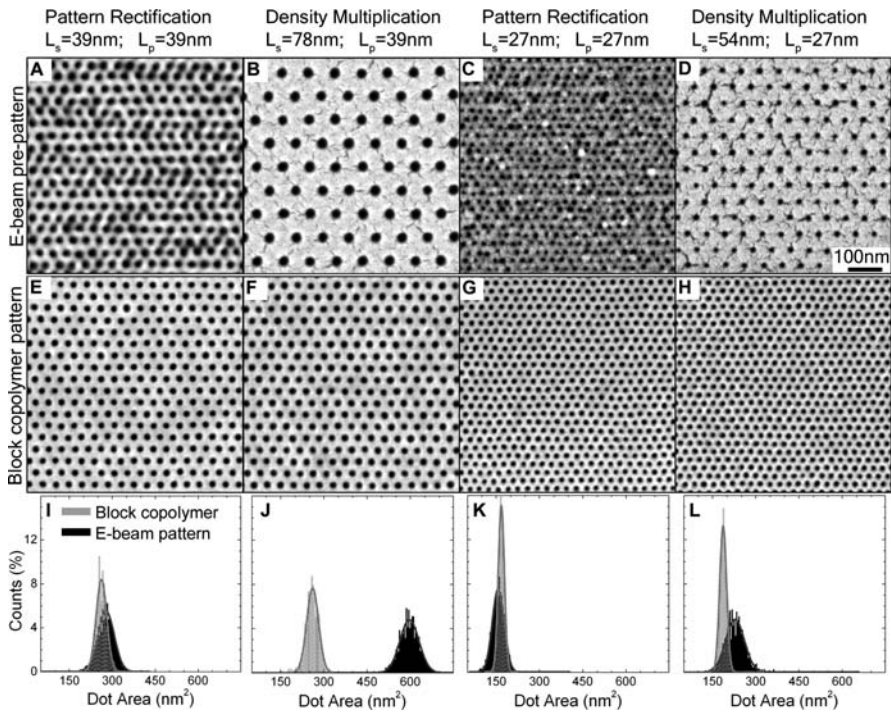 Pattern Rectification
Lₛ=39nm; Lₚ=39nm
Density Multiplication
Lₛ=78nm; Lₚ=39nm
Pattern Rectification
Lₛ=27nm; Lₚ=27nm
Density Multiplication
Lₛ=54nm; Lₚ=27nm
E-beam pre-pattern
A
B
C
D
100nm
Block copolymer pattern
E
F
G
H
Counts (%)
12
8
4
0
I
Block copolymer
E-beam pattern
J
K
L
150 300 450 600
150 300 450 600
150 300 450 600
150 300 450 600
Dot Area (nm²)
Dot Area (nm²)
Dot Area (nm²)
Dot Area (nm²)